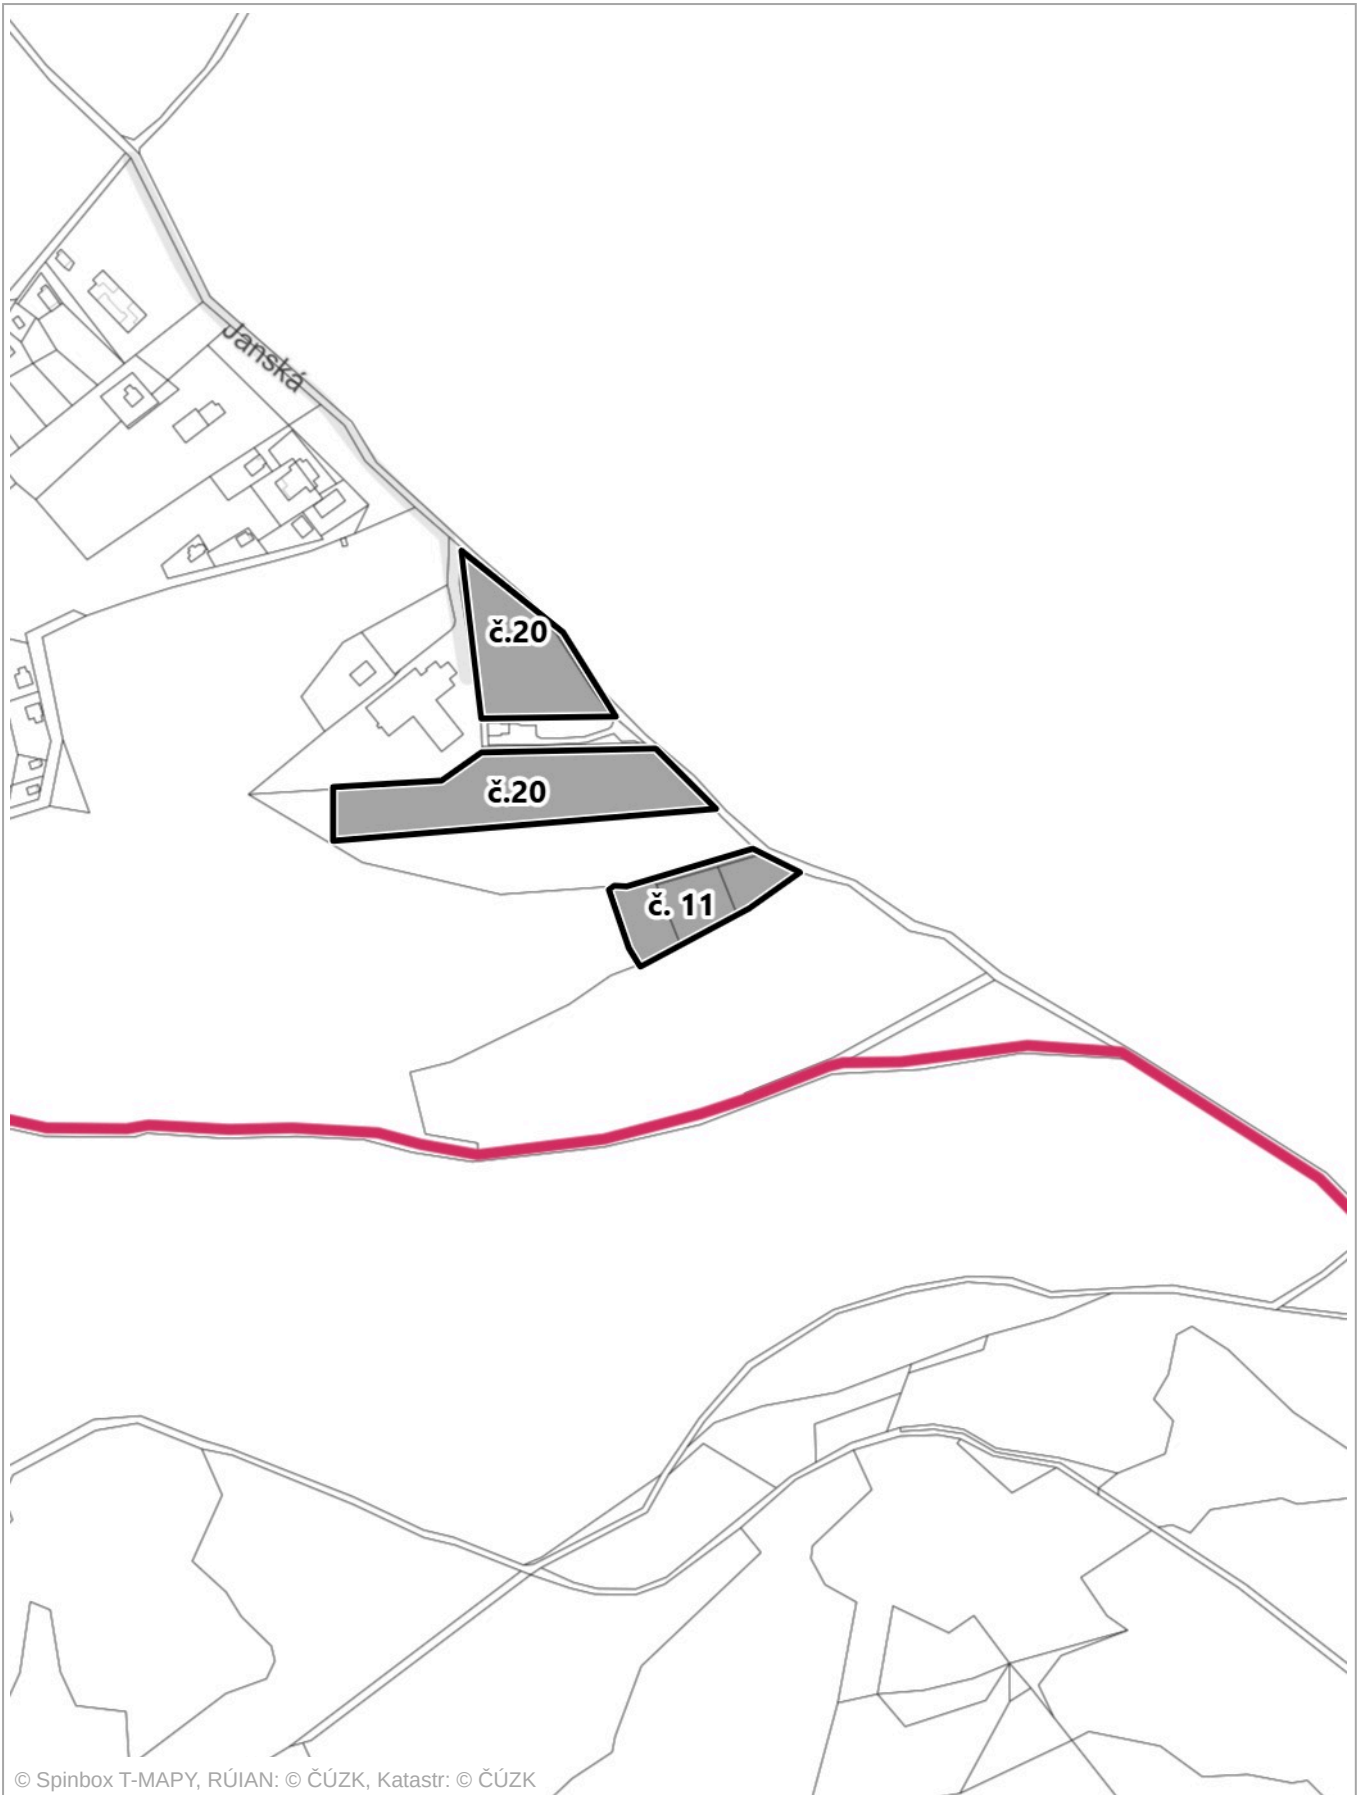 Janská
č.20
č.20
č. 11
© Spinbox T-MAPY, RÚIAN: © ČÚZK, Katastr: © ČÚZK